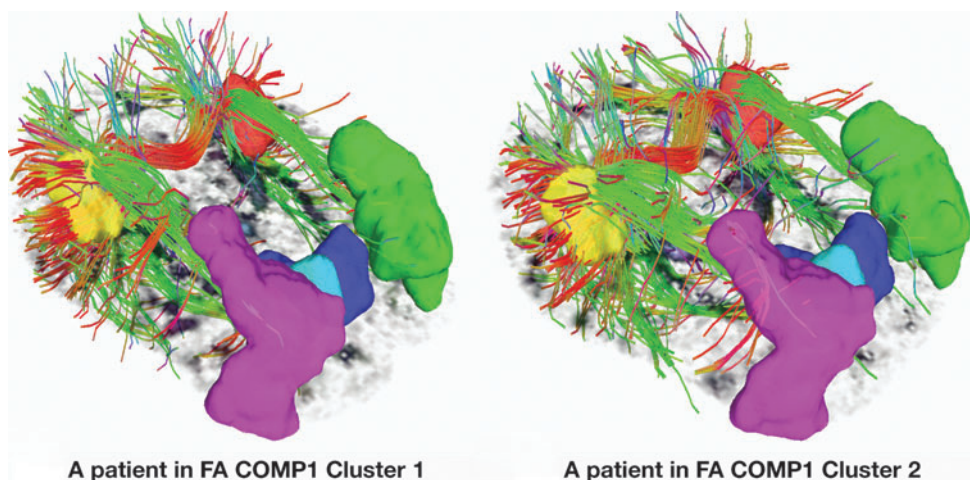 A patient in FA COMP1 Cluster 1
A patient in FA COMP1 Cluster 2